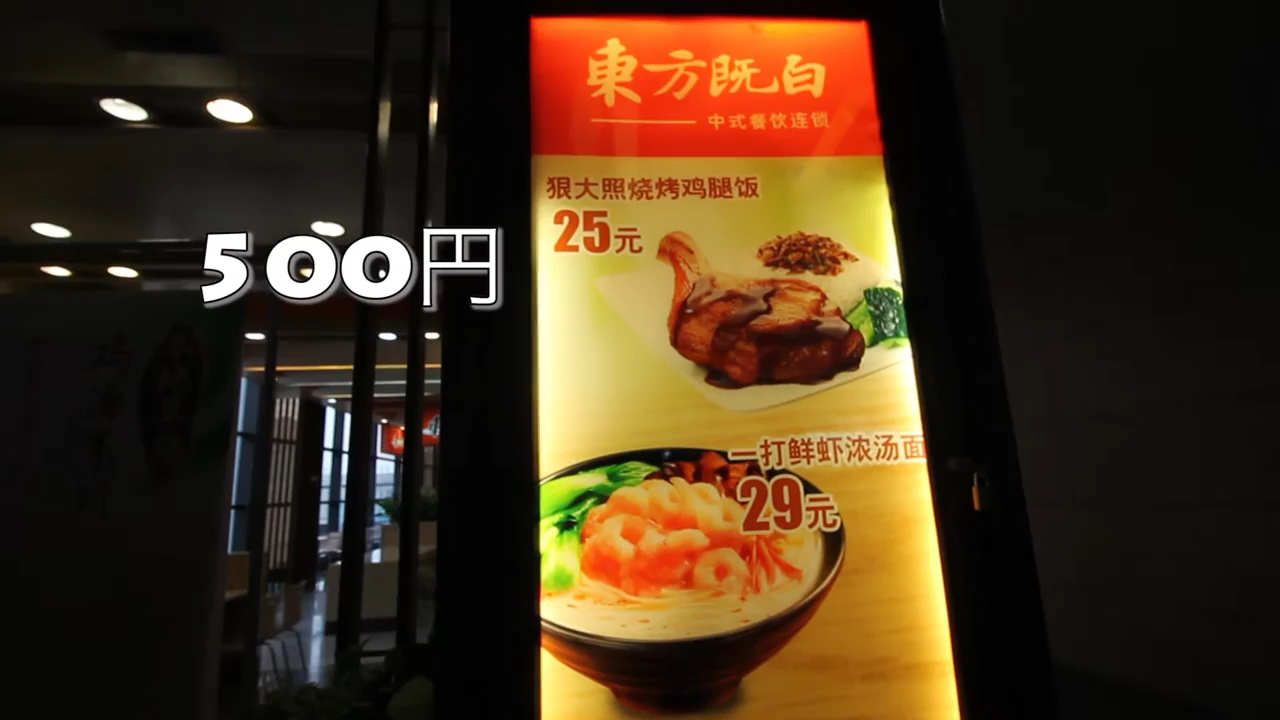 東方既白
中式餐饮连锁
狠大照烧烤鸡腿饭
25元
500円
一打鲜虾浓汤面
29元